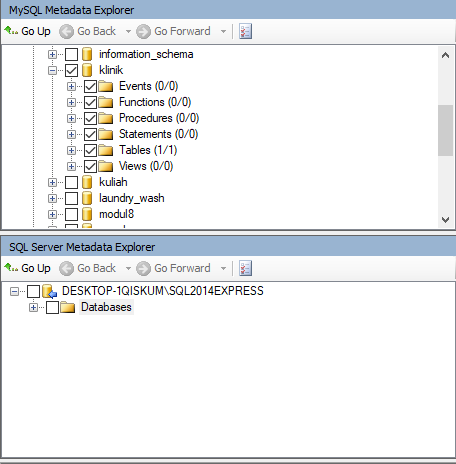 MySQL Metadata Explorer
Go Up Go Back Go Forward
information_schema
klinik
Events (0/0)
Functions (0/0)
Procedures (0/0)
Statements (0/0)
Tables (1/1)
Views (0/0)
kuliah
laundry_wash
modul8
SQL Server Metadata Explorer
Go Up Go Back Go Forward
DESKTOP-1QISKUM\SQL2014EXPRESS
Databases